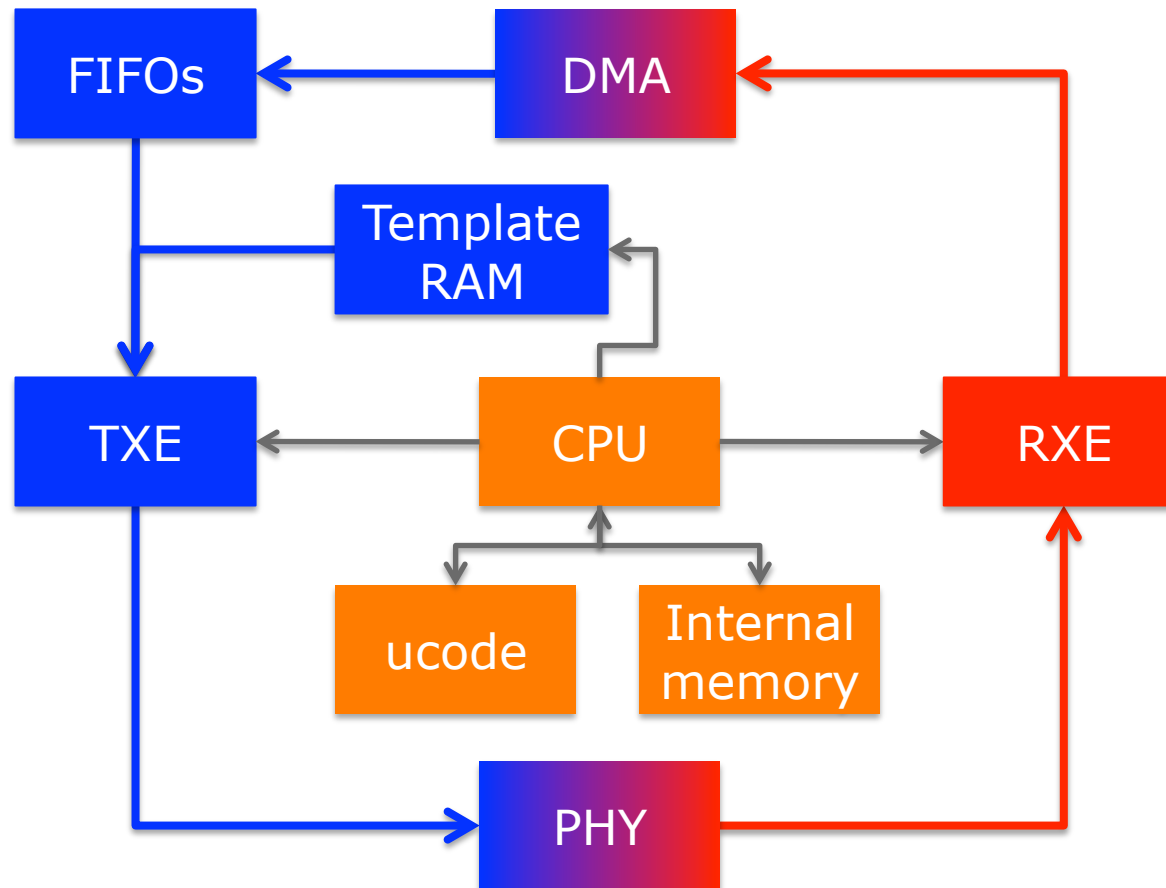 FIFOs
DMA
Template
RAM
TXE
CPU
RXE
ucode
Internal
memory
PHY